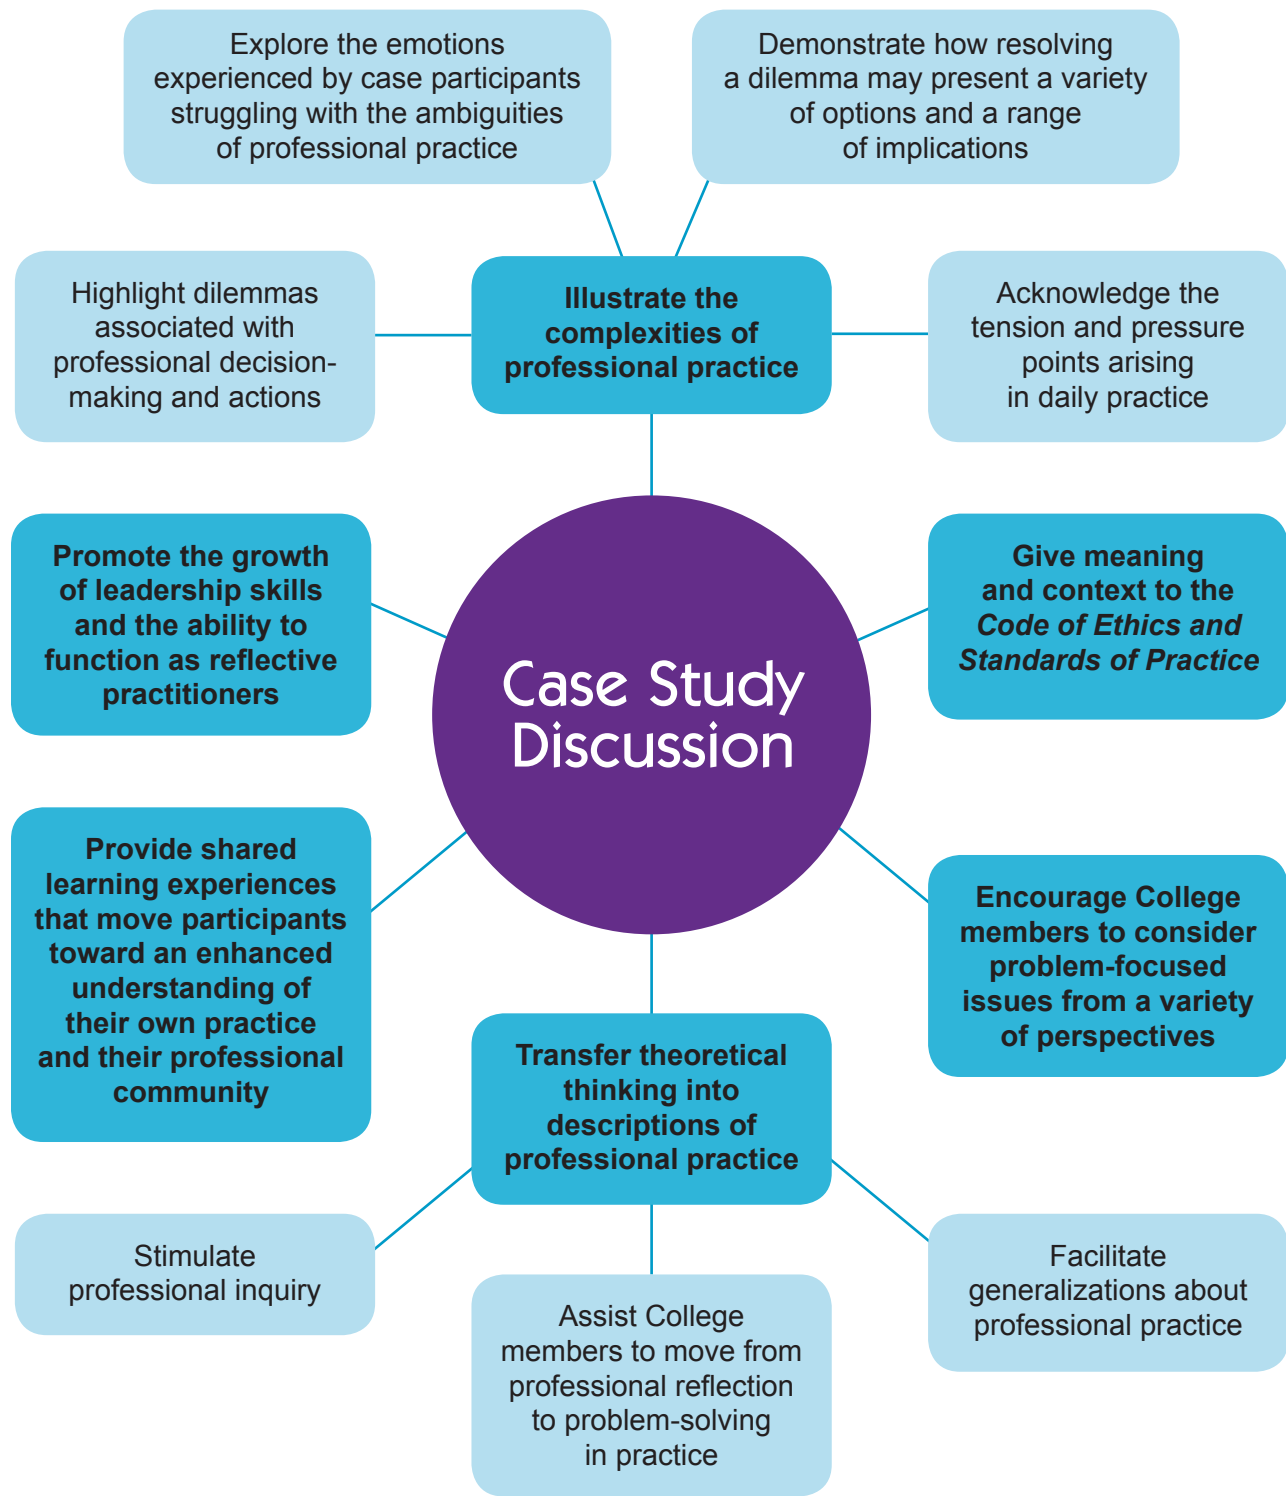 Explore the emotions
experienced by case participants
struggling with the ambiguities
of professional practice
Demonstrate how resolving
a dilemma may present a variety
of options and a range
of implications
Highlight dilemmas
associated with
professional decision-
making and actions
Illustrate the
complexities of
professional practice
Acknowledge the
tension and pressure
points arising
in daily practice
Promote the growth
of leadership skills
and the ability to
function as reflective
practitioners
Case Study
Discussion
Give meaning
and context to the
Code of Ethics and
Standards of Practice
Provide shared
learning experiences
that move participants
toward an enhanced
understanding of
their own practice
and their professional
community
Encourage College
members to consider
problem-focused
issues from a variety
of perspectives
Transfer theoretical
thinking into
descriptions of
professional practice
Stimulate
professional inquiry
Assist College
members to move from
professional reflection
to problem-solving
in practice
Facilitate
generalizations about
professional practice